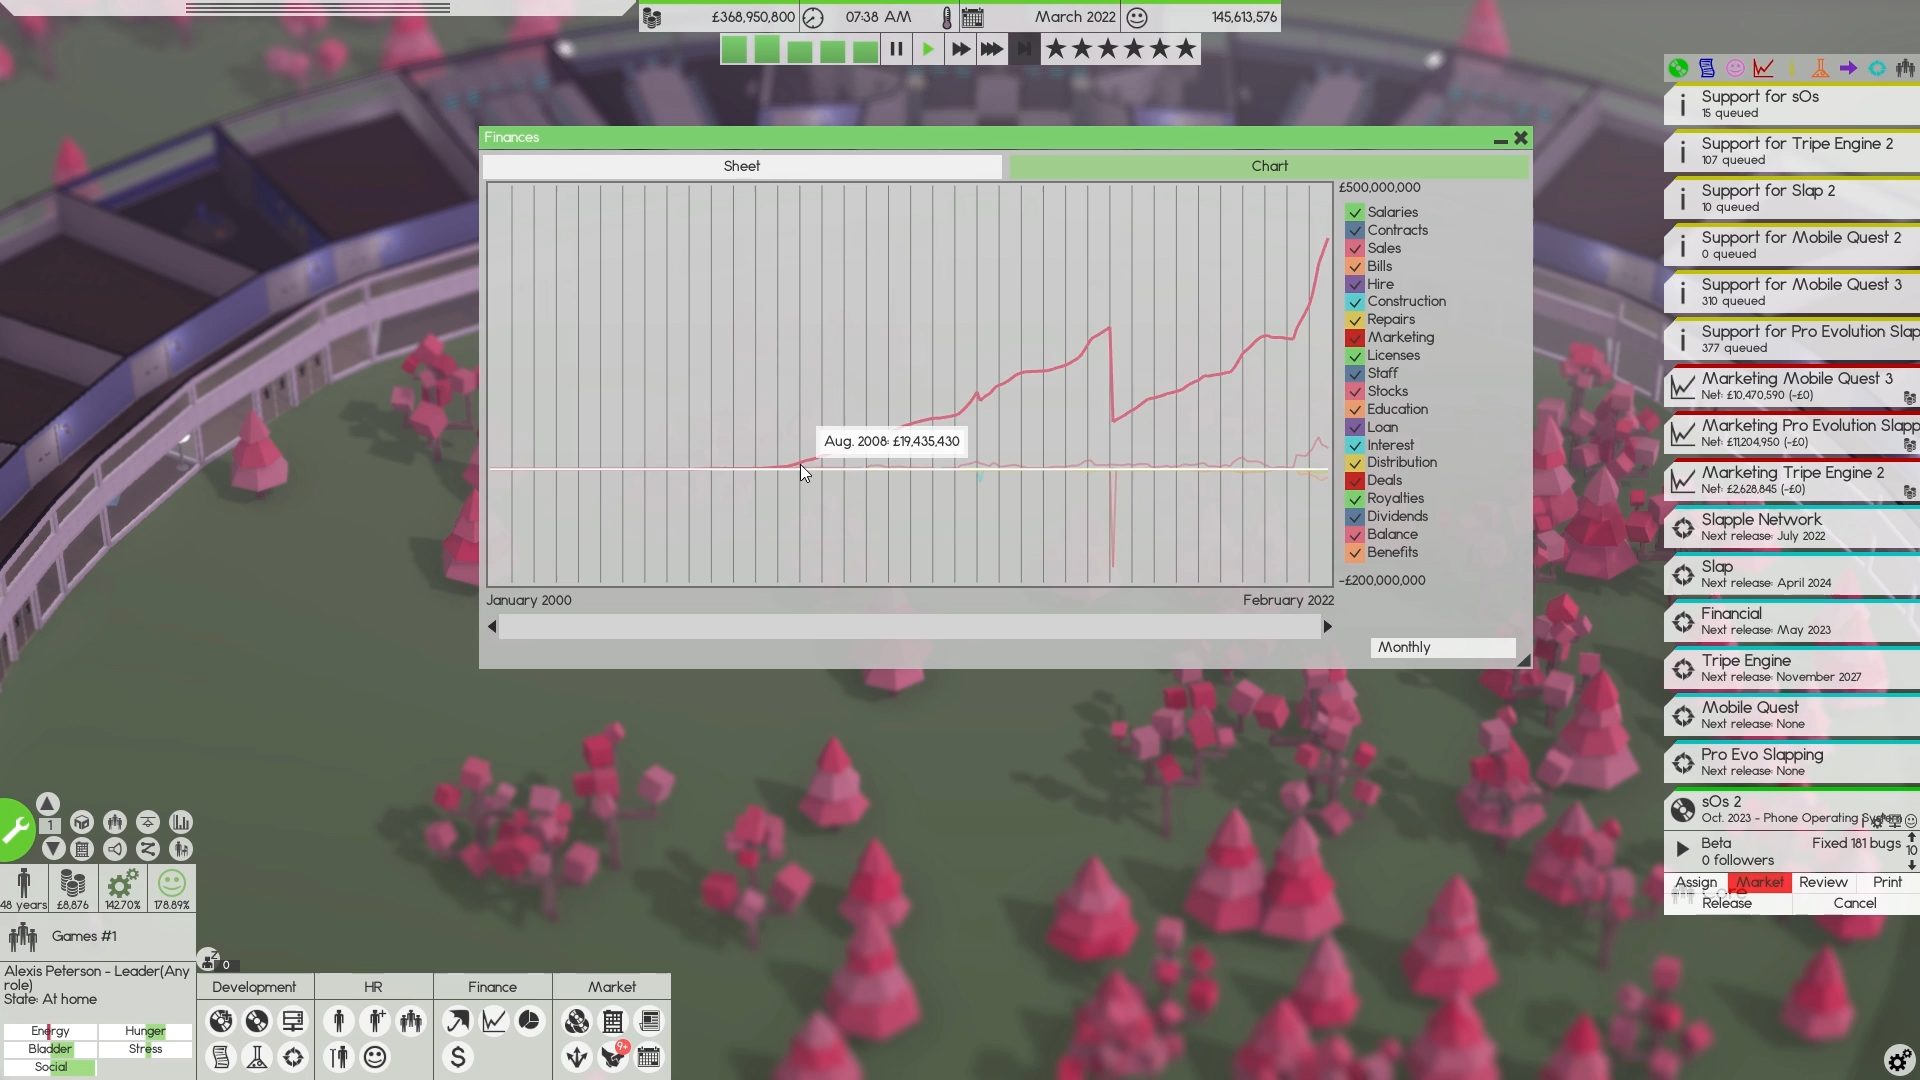 £368,950,800
07:38 AM
March 2022
145,613,576
Finances
Sheet
Chart
£500,000,000
Salaries
Contracts
Sales
Bills
Hire
Construction
Repairs
Marketing
Licenses
Staff
Stocks
Education
Loan
Interest
Distribution
Deals
Royalties
Dividends
Balance
Benefits
-£200,000,000
Aug. 2008: £19,435,430
January 2000
February 2022
Monthly
Support for sOs
15 queued
Support for Tripe Engine 2
107 queued
Support for Slap 2
10 queued
Support for Mobile Quest 2
0 queued
Support for Mobile Quest 3
310 queued
Support for Pro Evolution Slap
377 queued
Marketing Mobile Quest 3
Net: £10,470,590 (-£0)
Marketing Pro Evolution Slapp
Net: £11,204,950 (-£0)
Marketing Tripe Engine 2
Net: £2,628,845 (-£0)
Slapple Network
Next release: July 2022
Slap
Next release: April 2024
Financial
Next release: May 2023
Tripe Engine
Next release: November 2027
Mobile Quest
Next release: None
Pro Evo Slapping
Next release: None
sOs 2
Oct. 2023 - Phone Operating System
Beta
Fixed 181 bugs
10
0 followers
Assign
Market
Review
Print
Release
Cancel
1
48 years
£8,876
142.70%
178.89%
Games #1
Alexis Peterson - Leader(Any
role)
State: At home
Energy
Hunger
Bladder
Stress
Social
0
Development
HR
Finance
Market
9+